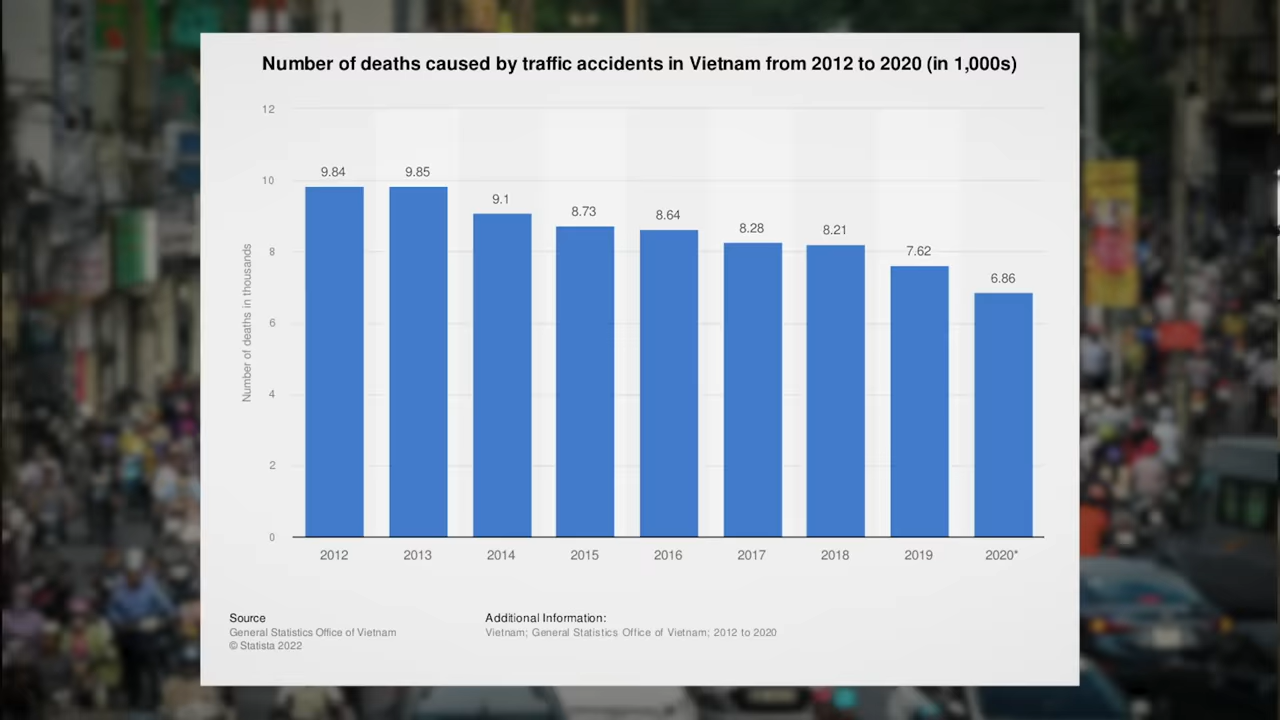 Number of deaths caused by traffic accidents in Vietnam from 2012 to 2020 (in 1,000s)
Number of deaths in thousands
12
10
8
6
4
2
0
9.84
9.85
9.1
8.73
8.64
8.28
8.21
7.62
6.86
2012 2013 2014 2015 2016 2017 2018 2019 2020*
Source
General Statistics Office of Vietnam
© Statista 2022
Additional Information:
Vietnam; General Statistics Office of Vietnam; 2012 to 2020